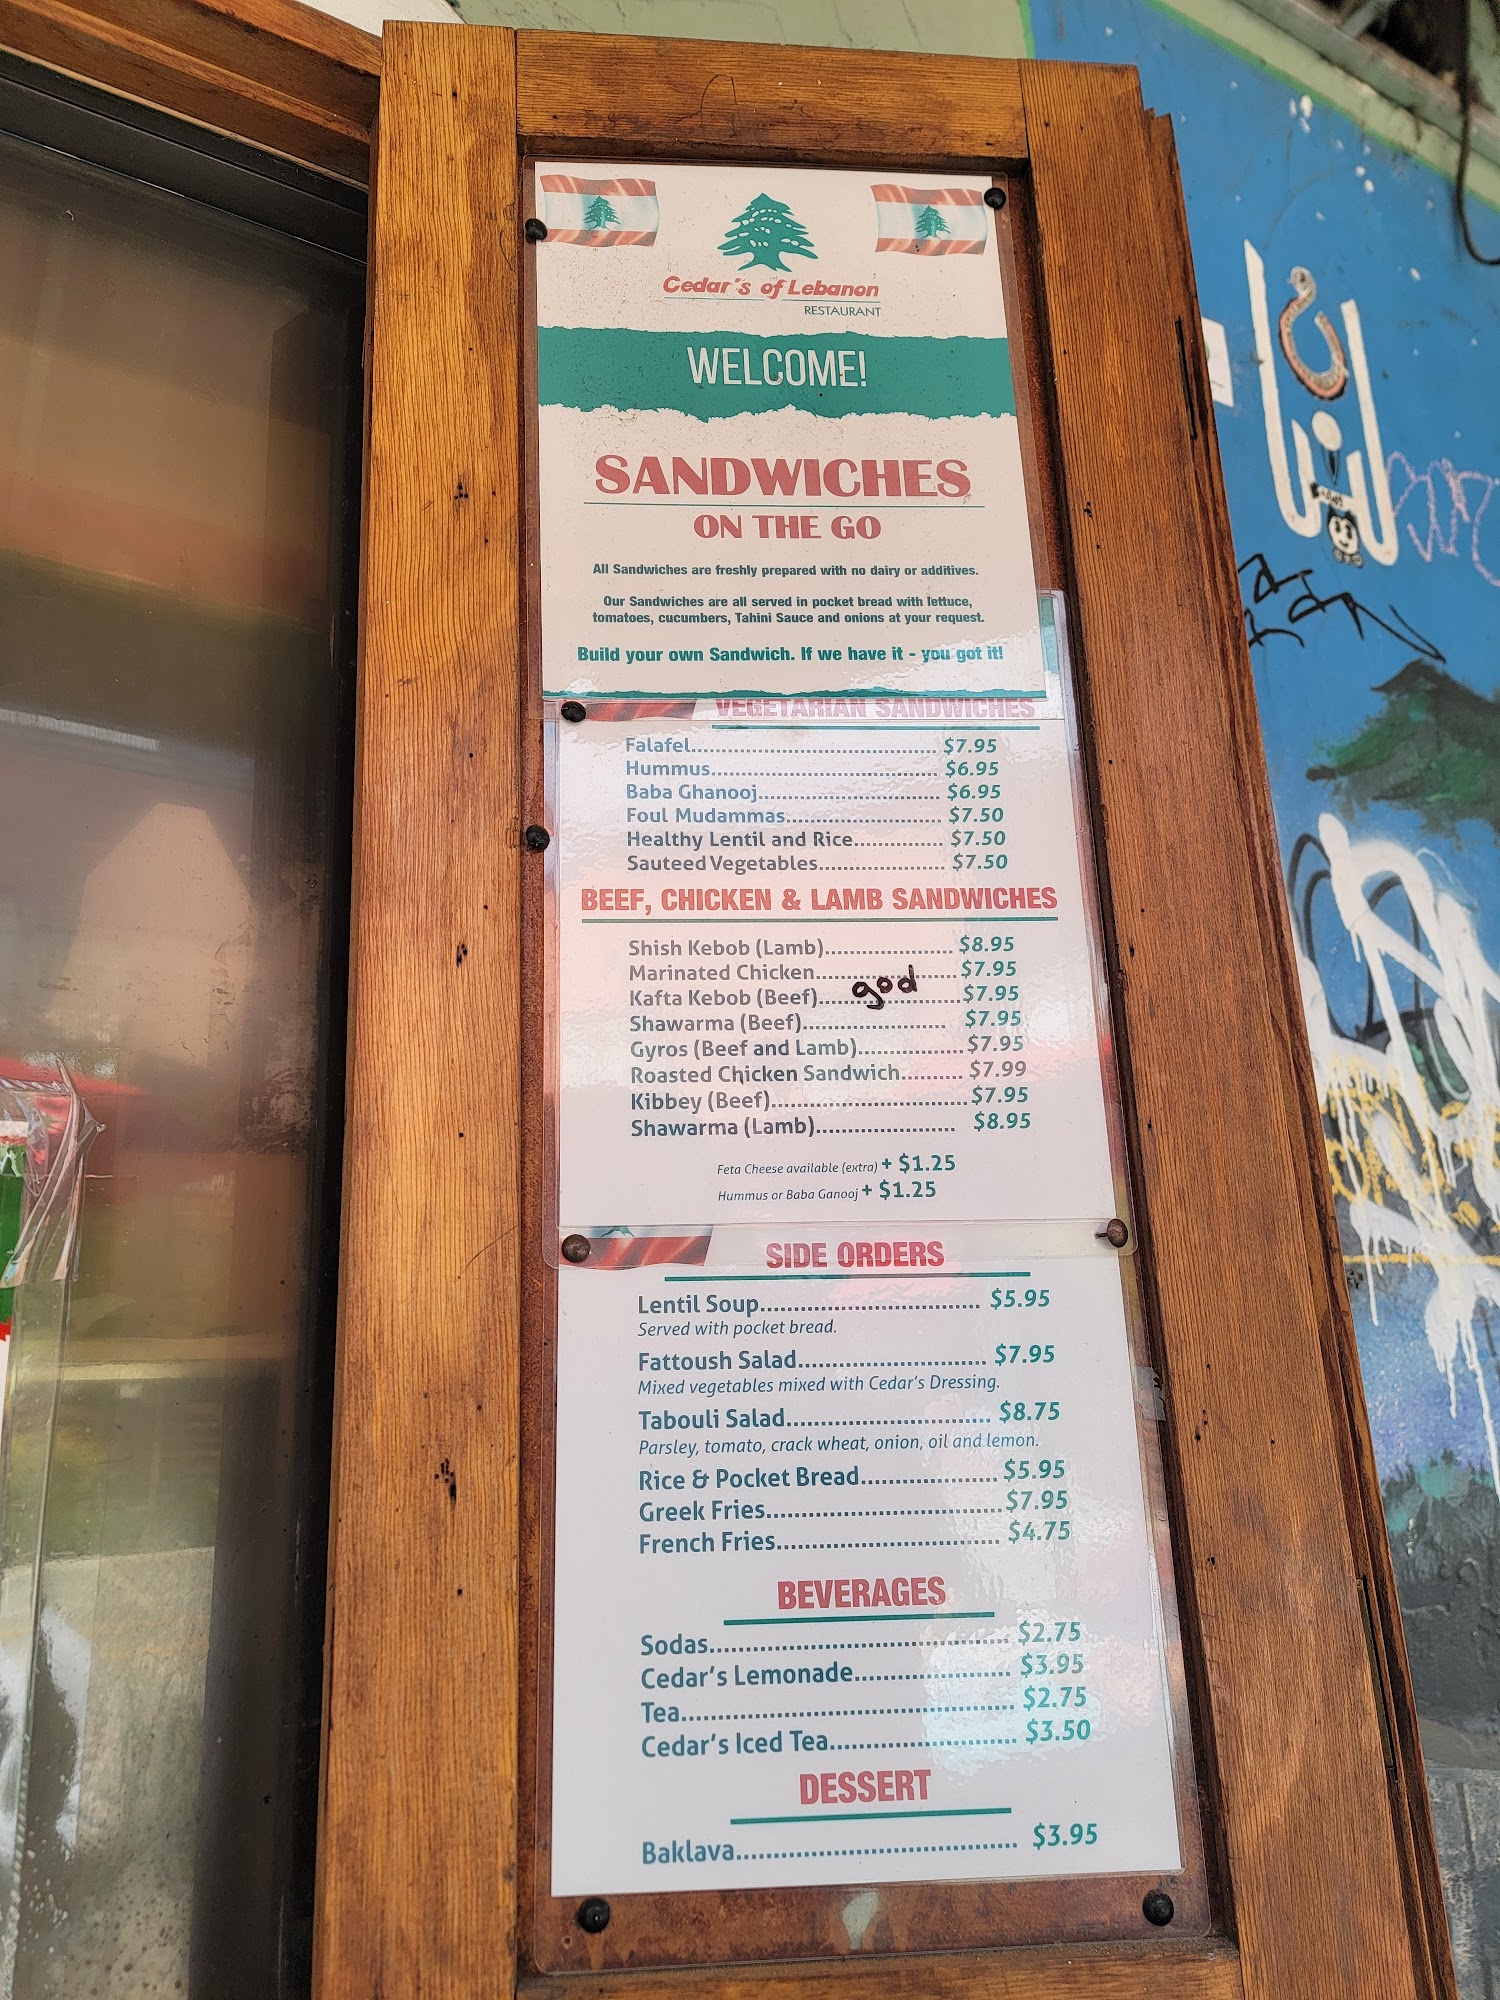 Cedar's of Lebanon
RESTAURANT
WELCOME!
SANDWICHES
ON THE GO
All Sandwiches are freshly prepared with no dairy or additives.
Our Sandwiches are all served in pocket bread with lettuce,
tomatoes, cucumbers, Tahini Sauce and onions at your request.
Build your own Sandwich. If we have it - you got it!
VEGETARIAN SANDWICHES
Falafel........................................ $7.95
Hummus..................................... $6.95
Baba Ghanooj.............................. $6.95
Foul Mudammas.......................... $7.50
Healthy Lentil and Rice............... $7.50
Sauteed Vegetables..................... $7.50
BEEF, CHICKEN & LAMB SANDWICHES
Shish Kebob (Lamb)..................... $8.95
Marinated Chicken....................... $7.95
god
Kafta Kebob (Beef).......................$7.95
Shawarma (Beef)....................... $7.95
Gyros (Beef and Lamb).................$7.95
Roasted Chicken Sandwich.......... $7.99
Kibbey (Beef)................................$7.95
Shawarma (Lamb)....................... $8.95
Feta Cheese available (extra) + $1.25
Hummus or Baba Ganooj + $1.25
SIDE ORDERS
Lentil Soup................................. $5.95
Served with pocket bread.
Fattoush Salad............................ $7.95
Mixed vegetables mixed with Cedar's Dressing.
Tabouli Salad.............................. $8.75
Parsley, tomato, crack wheat, onion, oil and lemon.
Rice & Pocket Bread.................... $5.95
Greek Fries...................................$7.95
French Fries................................. $4.75
BEVERAGES
Sodas............................................ $2.75
Cedar's Lemonade....................... $3.95
Tea................................................. $2.75
Cedar's Iced Tea........................... $3.50
DESSERT
Baklava......................................... $3.95